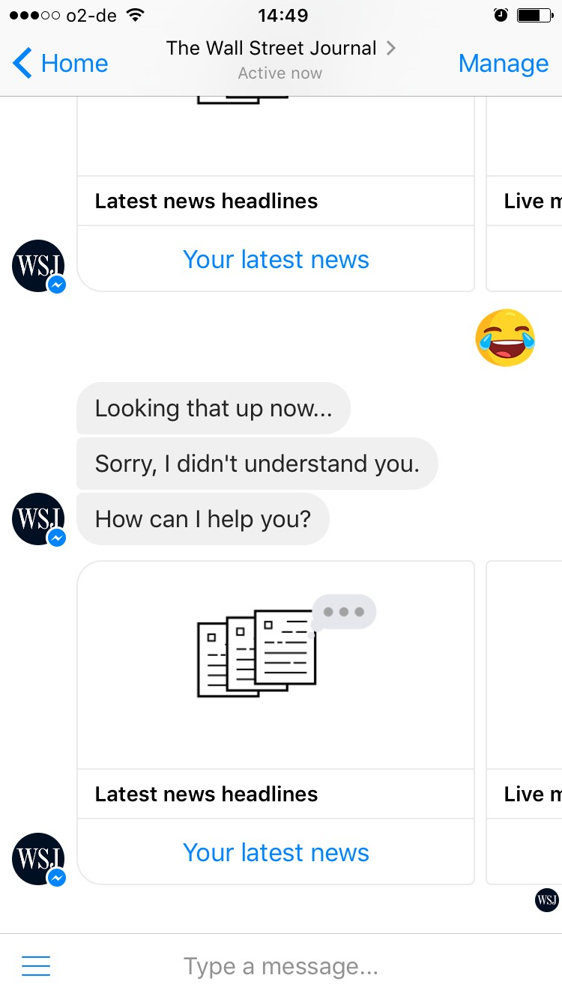 o2-de
14:49
Home
The Wall Street Journal
Manage
Active now
Latest news headlines
Live m
Your latest news
WSJ
Looking that up now...
Sorry, I didn't understand you.
How can I help you?
WSJ
Latest news headlines
Live m
Your latest news
WSJ
WSJ
Type a message...